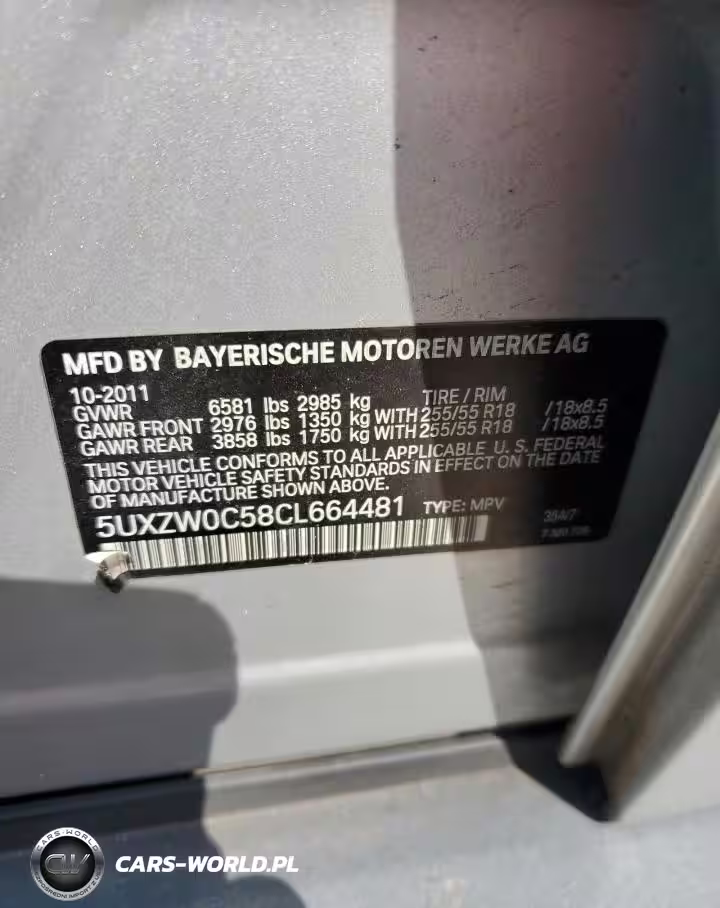 MFD BY BAYERISCHE MOTOREN WERKE AG
10-2011 TIRE / RIM
GVWR 6581 lbs 2985 kg
GAWR FRONT 2976 lbs 1350 kg WITH 255/55 R18 /18x8.5
GAWR REAR 3858 lbs 1750 kg WITH 255/55 R18 /18x8.5
THIS VEHICLE CONFORMS TO ALL APPLICABLE U. S. FEDERAL
MOTOR VEHICLE SAFETY STANDARDS IN EFFECT ON THE DATE
OF MANUFACTURE SHOWN ABOVE.
5UXZW0C58CL664481 TYPE: MPV
CARS-WORLD
CW
CARS-WORLD.PL